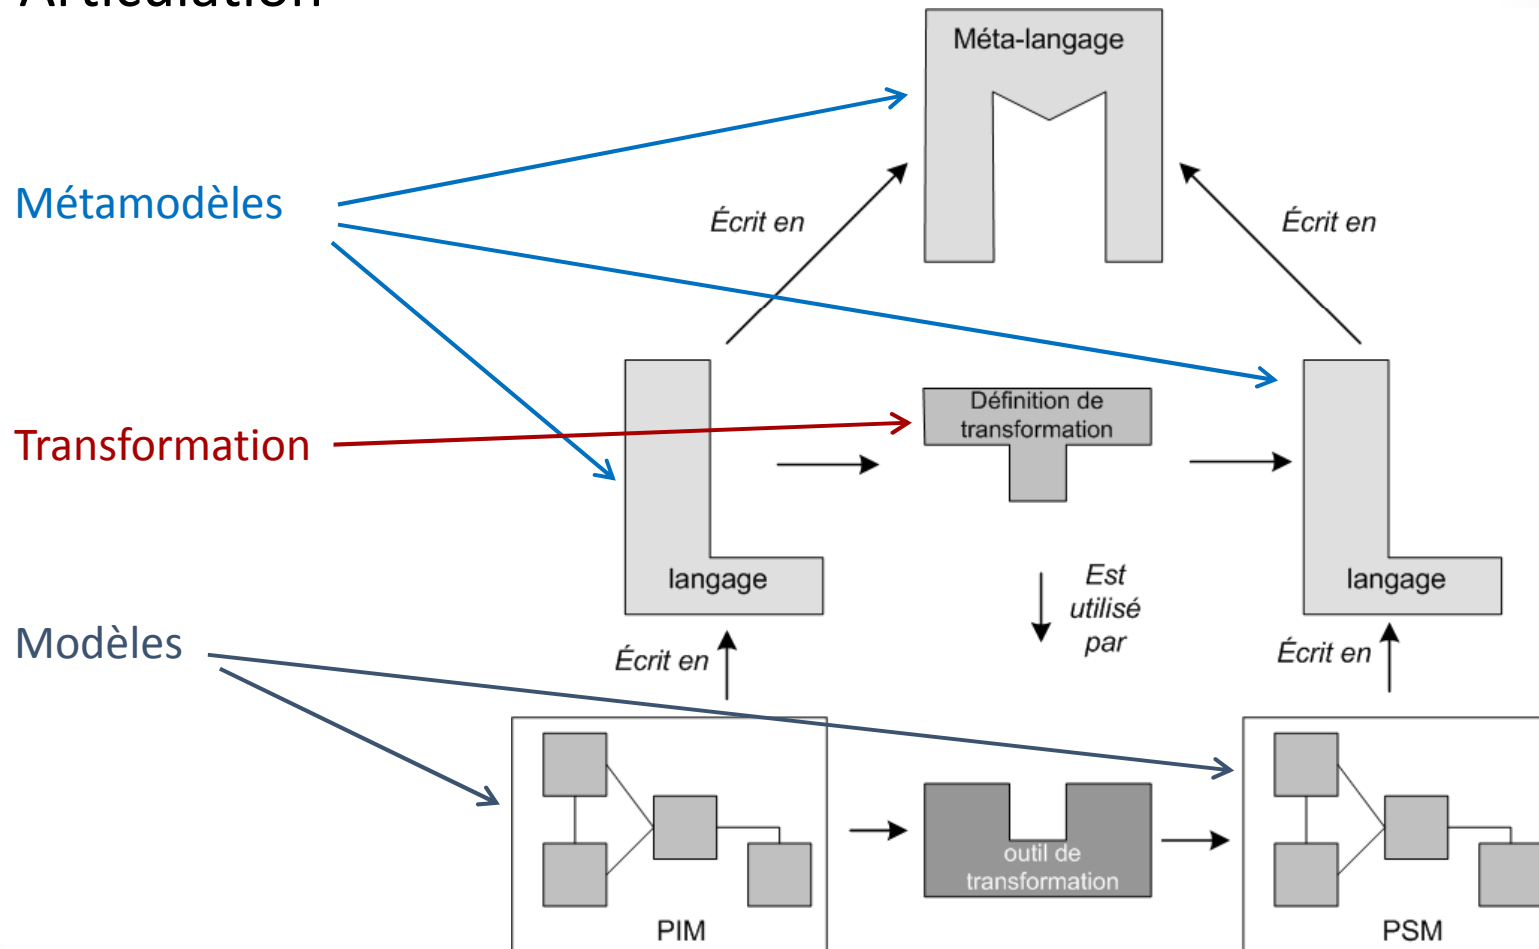 Articulation
Méta-langage
Métamodèles
Écrit en
Écrit en
Définition de
transformation
Transformation
langage
langage
Est
utilisé
par
Modèles
Écrit en
Écrit en
outil de
transformation
PIM
PSM